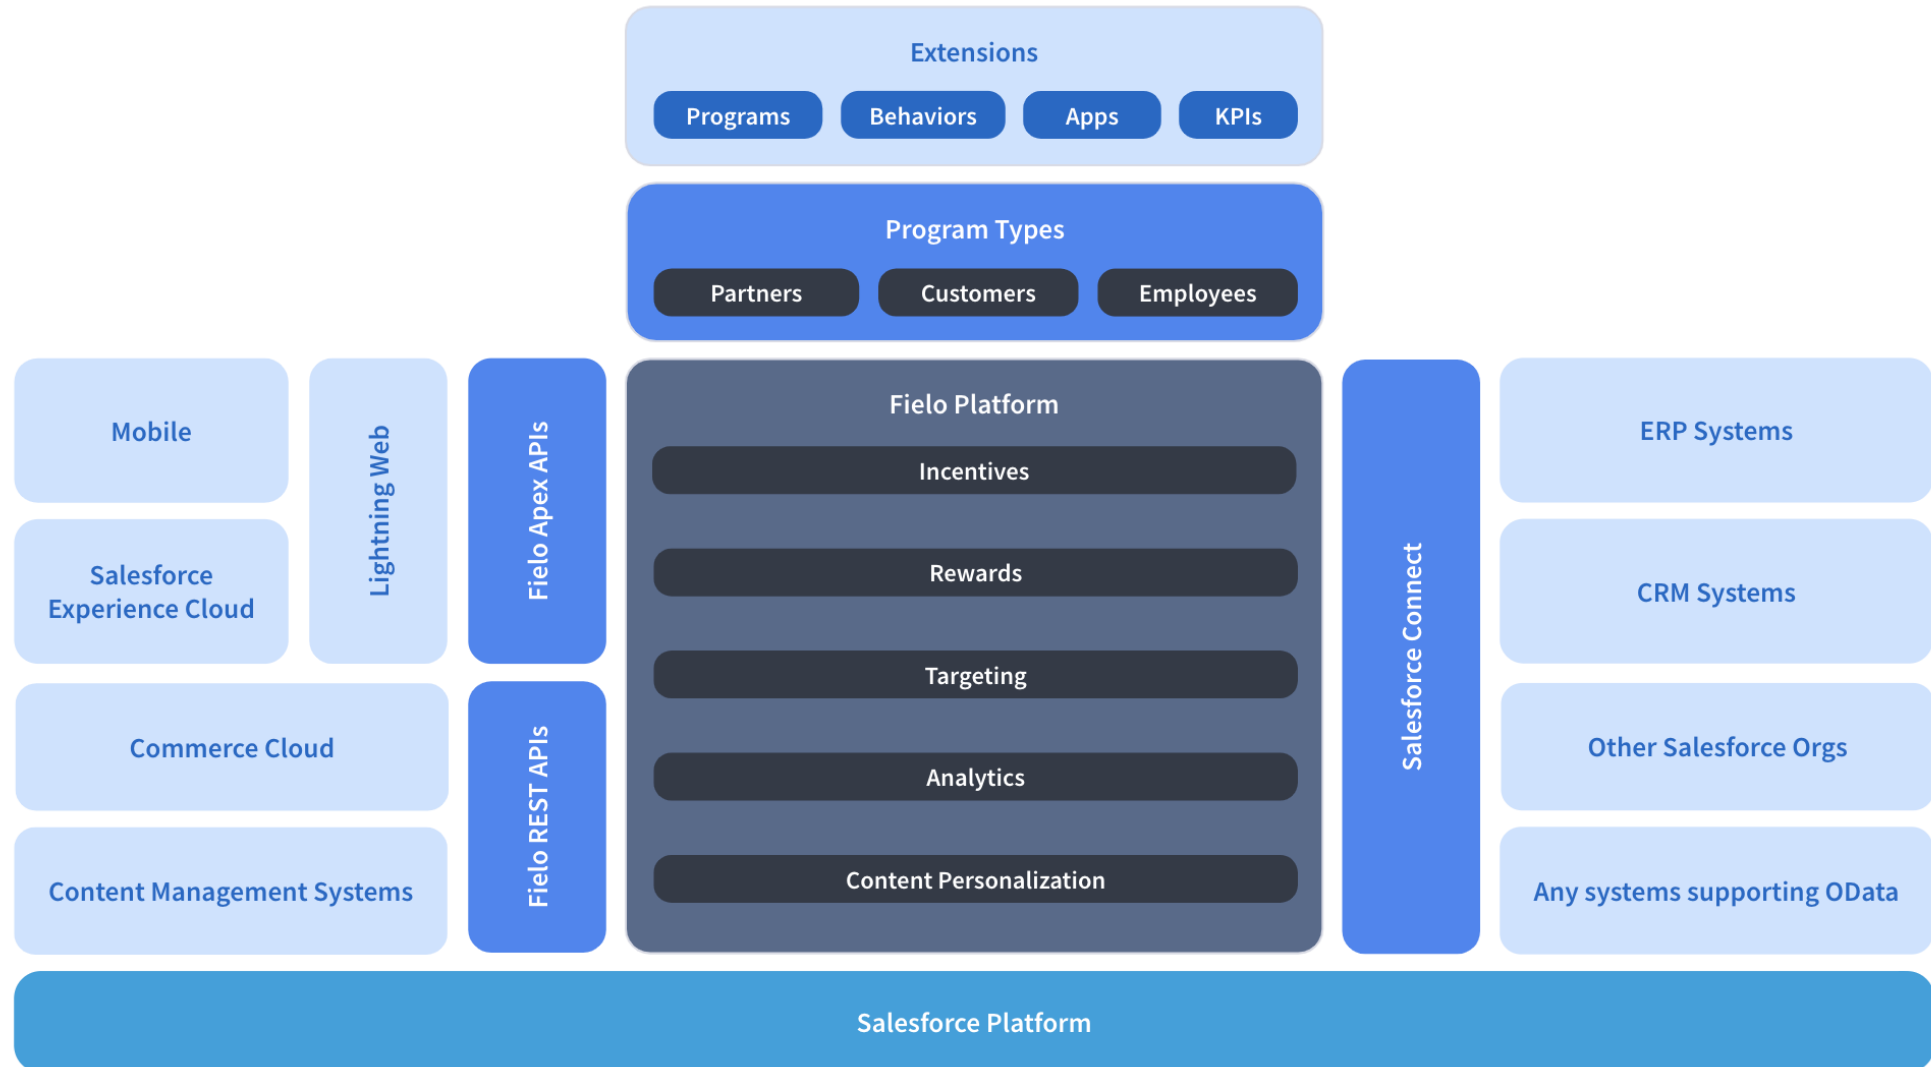 Extensions
Programs
Behaviors
Apps
KPIs
Program Types
Partners
Customers
Employees
Mobile
Salesforce
Experience Cloud
Lightning Web
Fielo Apex APIs
Commerce Cloud
Content Management Systems
Fielo REST APIs
Fielo Platform
Incentives
Rewards
Targeting
Analytics
Content Personalization
Salesforce Connect
ERP Systems
CRM Systems
Other Salesforce Orgs
Any systems supporting OData
Salesforce Platform